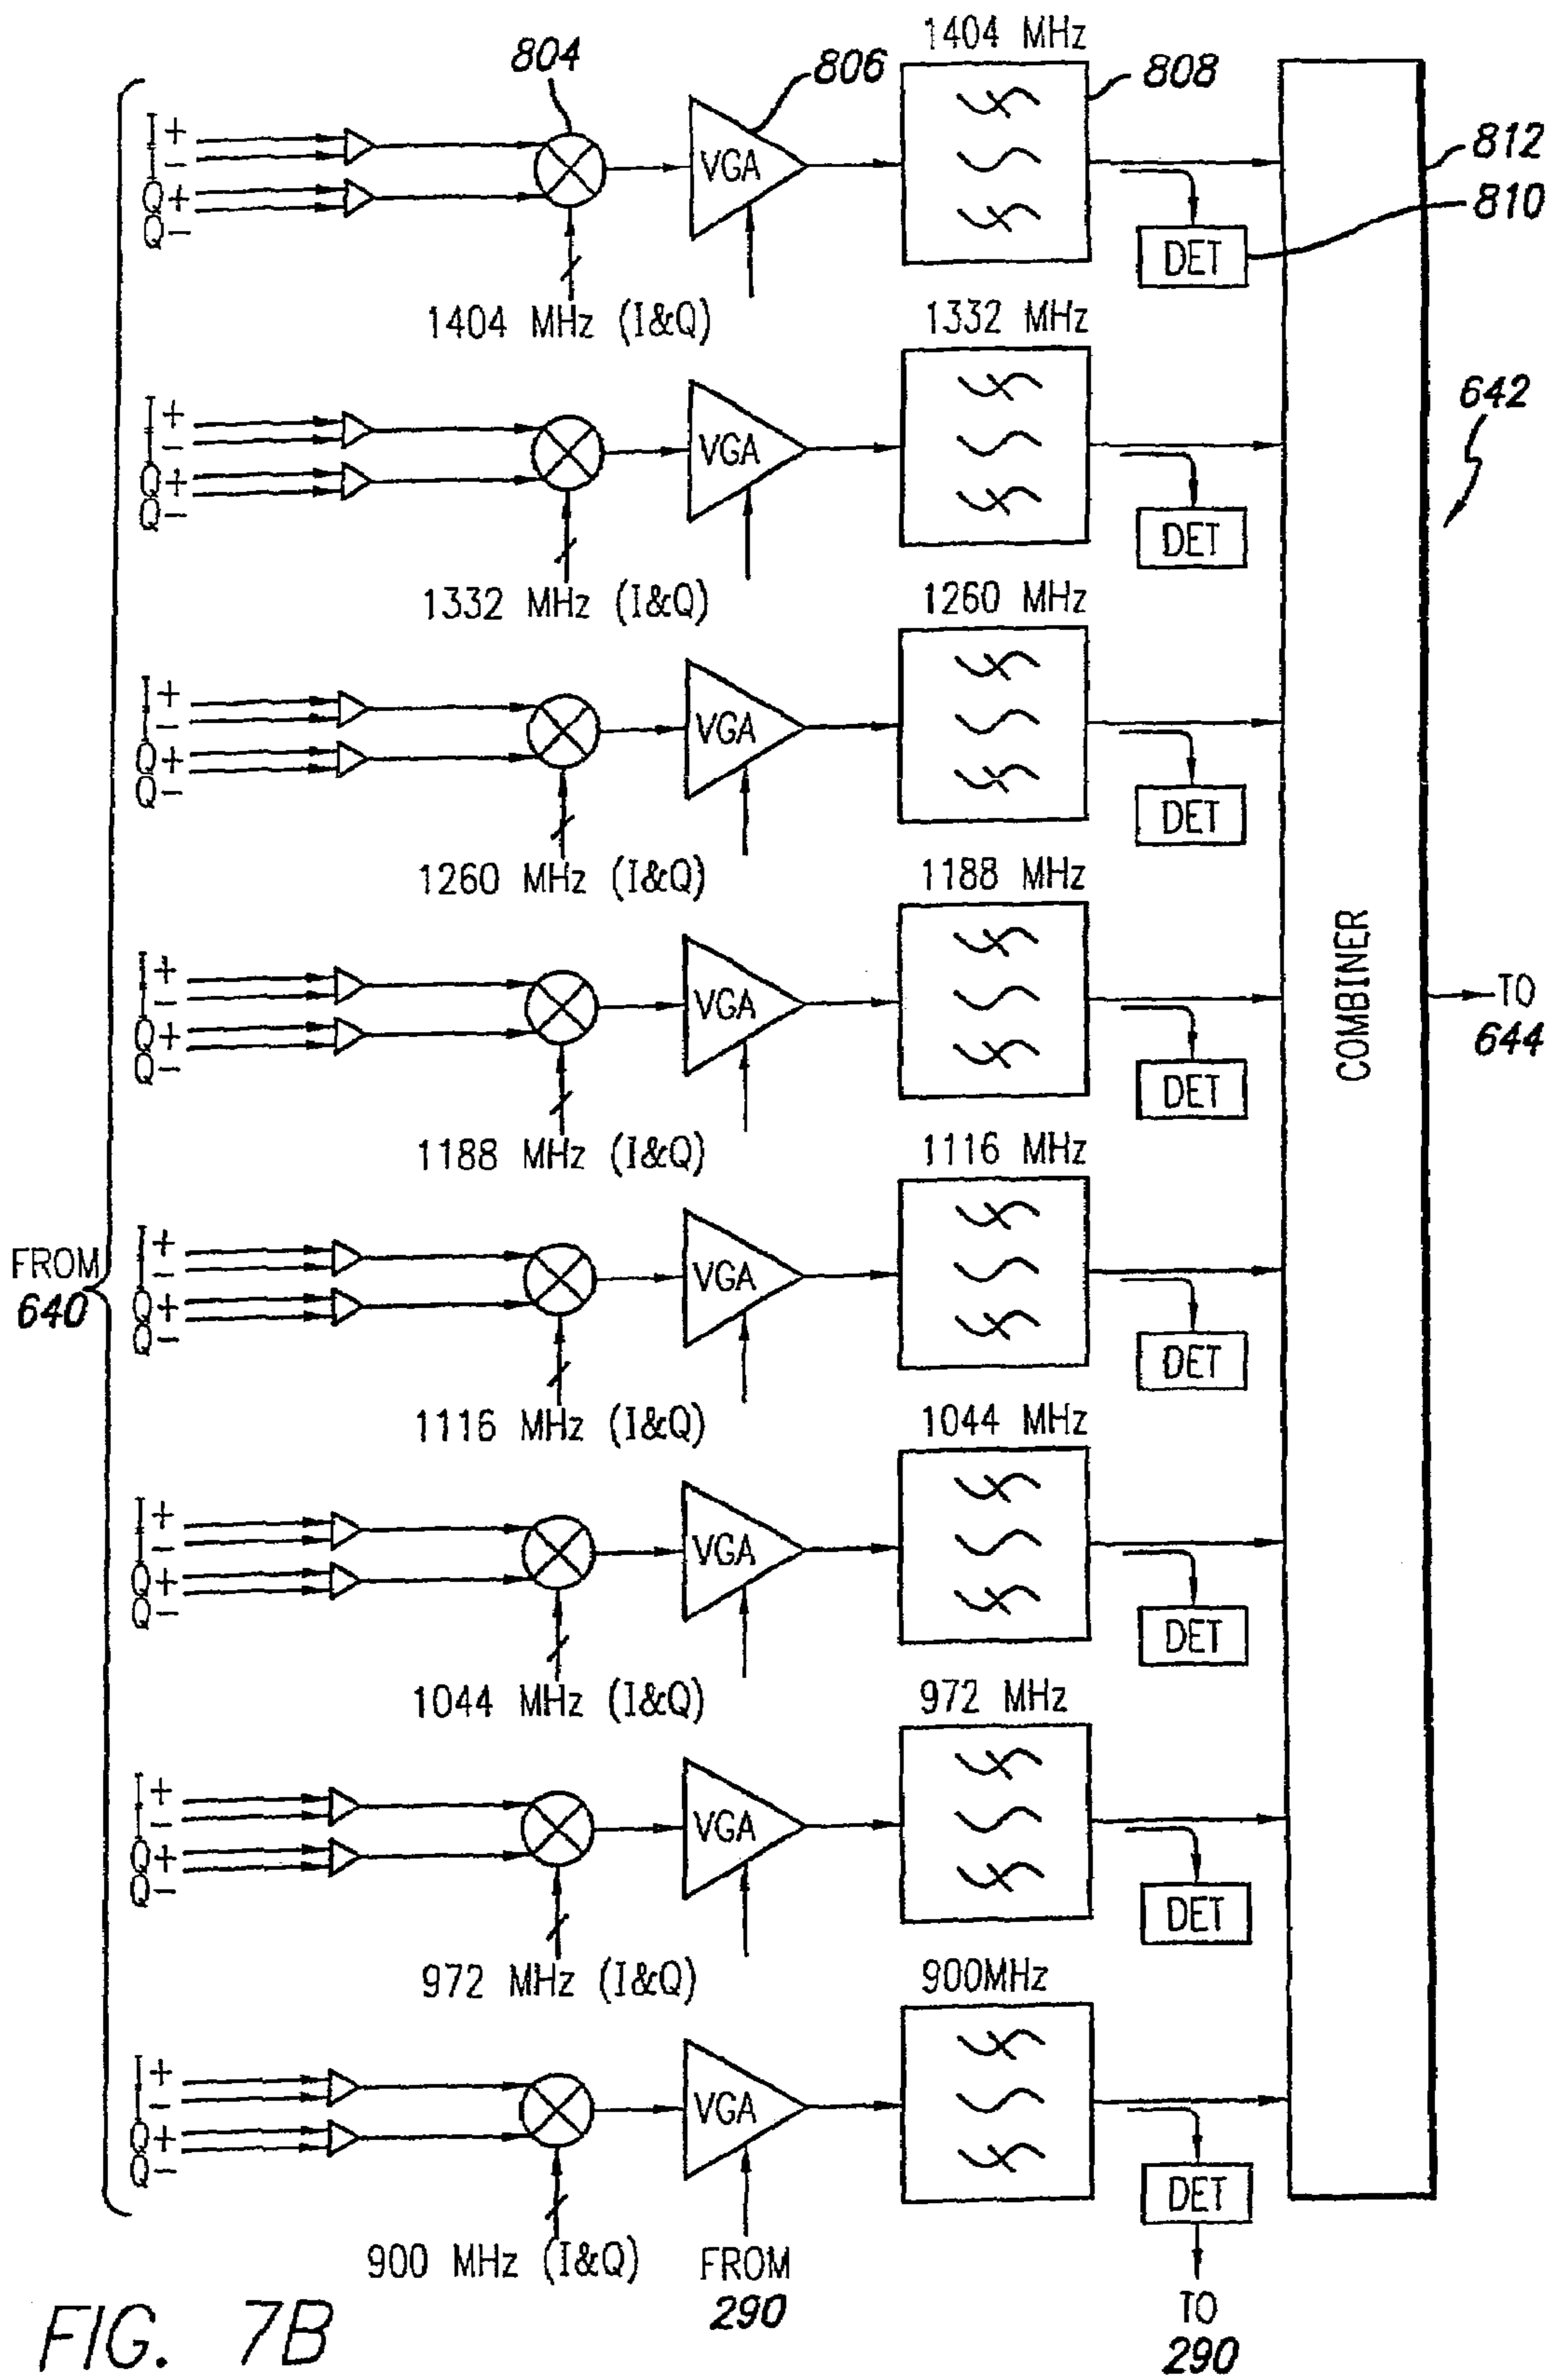 1404 MHz
804
806
808
812
810
I+
I-
Q+
Q-
VGA
DET
1404 MHz (I&Q)
1332 MHz
642
I+
I-
Q+
Q-
VGA
DET
1332 MHz (I&Q)
1260 MHz
I+
I-
Q+
Q-
VGA
DET
1260 MHz (I&Q)
1188 MHz
COMBINER
I+
I-
Q+
Q-
VGA
TO
644
DET
1188 MHz (I&Q)
1116 MHz
FROM
640
I+
I-
Q+
Q-
VGA
DET
1116 MHz (I&Q)
1044 MHz
I+
I-
Q+
Q-
VGA
DET
1044 MHz (I&Q)
972 MHz
I+
I-
Q+
Q-
VGA
DET
972 MHz (I&Q)
900MHz
I+
I-
Q+
Q-
VGA
DET
900 MHz (I&Q)
FROM
290
TO
290
FIG. 7B